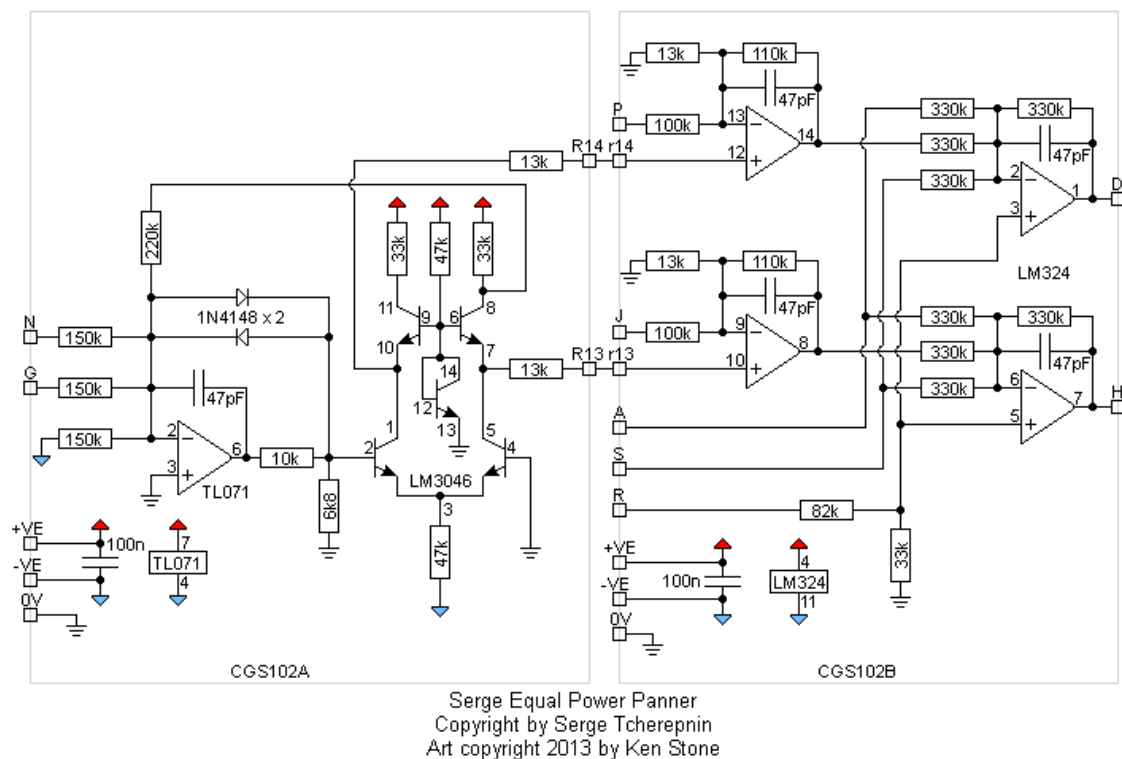 13k
110k
47pF
P
100k
13
14
12
330k
330k
330k
47pF
330k
2
1
3
D
LM324
R14 r14
13k
220k
33k
47k
33k
11
9
6
8
10
7
1N4148 x 2
N
150k
G
150k
47pF
150k
2
6
3
TL071
10k
6k8
14
12
13
1
5
2
4
LM3046
3
47k
13k
R13 r13
13k
110k
47pF
J
100k
9
8
10
330k
330k
330k
47pF
330k
6
7
5
H
A
S
R
82k
33k
+VE
100n
-VE
0V
7
TL071
4
+VE
100n
-VE
0V
4
LM324
11
CGS102A
CGS102B
Serge Equal Power Panner
Copyright by Serge Tcherepnin
Art copyright 2013 by Ken Stone